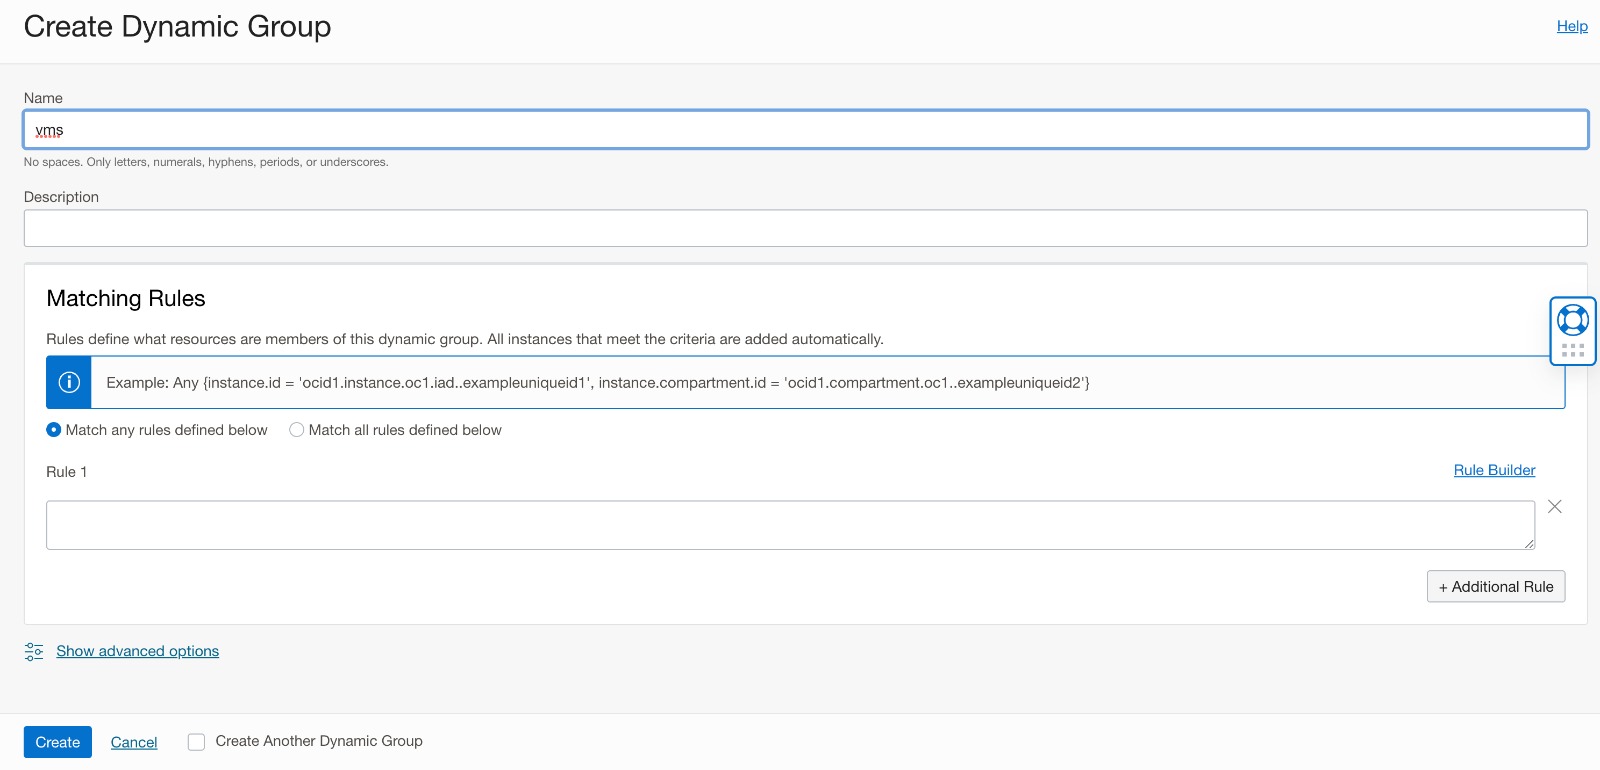 Create Dynamic Group
Help
Name
vms
No spaces. Only letters, numerals, hyphens, periods, or underscores.
Description
Matching Rules
Rules define what resources are members of this dynamic group. All instances that meet the criteria are added automatically.
Example: Any {instance.id = 'ocid1.instance.oc1.iad..exampleuniqueid1', instance.compartment.id = 'ocid1.compartment.oc1..exampleuniqueid2'}
Match any rules defined below Match all rules defined below
Rule 1 Rule Builder
+ Additional Rule
Show advanced options
Create Cancel Create Another Dynamic Group